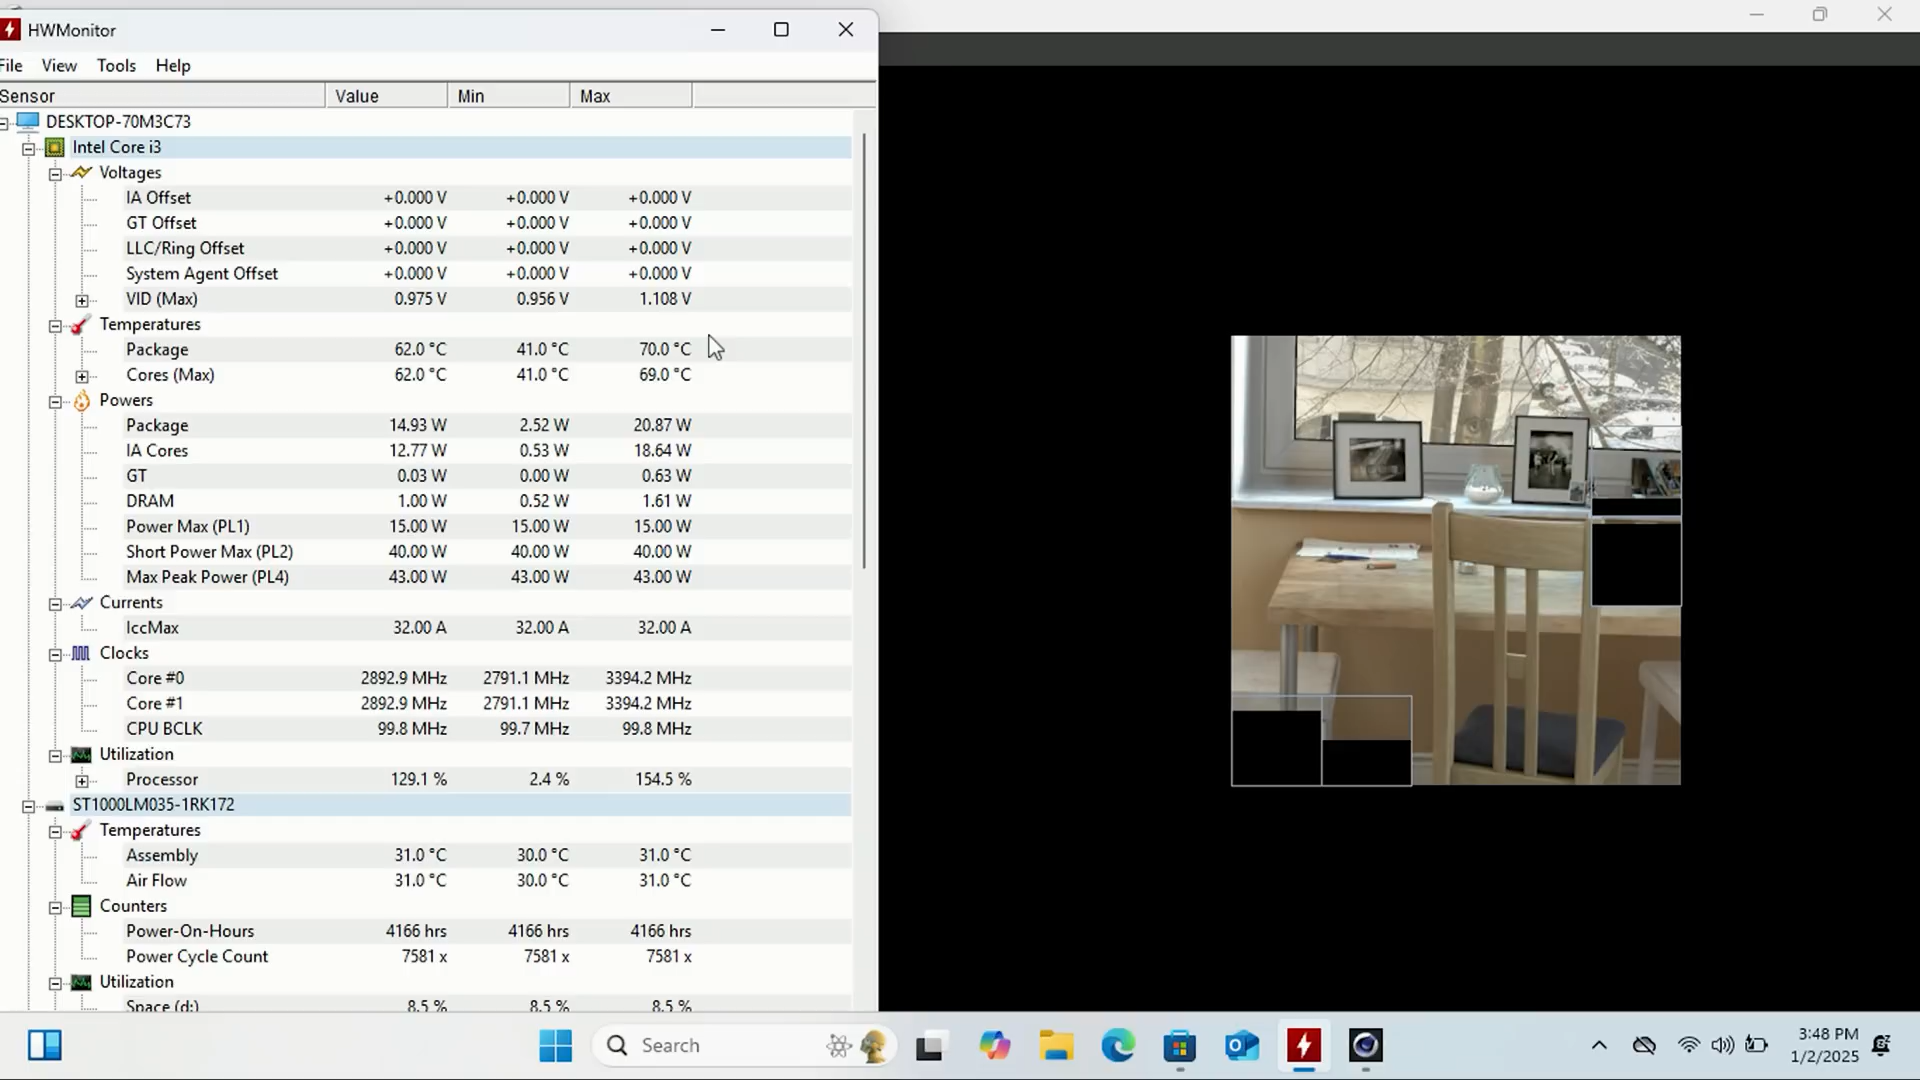 HWMonitor
File View Tools Help
Sensor Value Min Max
DESKTOP-70M3C73
Intel Core i3
Voltages
IA Offset +0.000 V +0.000 V +0.000 V
GT Offset +0.000 V +0.000 V +0.000 V
LLC/Ring Offset +0.000 V +0.000 V +0.000 V
System Agent Offset +0.000 V +0.000 V +0.000 V
VID (Max) 0.975 V 0.956 V 1.108 V
Temperatures
Package 62.0 °C 41.0 °C 70.0 °C
Cores (Max) 62.0 °C 41.0 °C 69.0 °C
Powers
Package 14.93 W 2.52 W 20.87 W
IA Cores 12.77 W 0.53 W 18.64 W
GT 0.03 W 0.00 W 0.63 W
DRAM 1.00 W 0.52 W 1.61 W
Power Max (PL1) 15.00 W 15.00 W 15.00 W
Short Power Max (PL2) 40.00 W 40.00 W 40.00 W
Max Peak Power (PL4) 43.00 W 43.00 W 43.00 W
Currents
IccMax 32.00 A 32.00 A 32.00 A
Clocks
Core #0 2892.9 MHz 2791.1 MHz 3394.2 MHz
Core #1 2892.9 MHz 2791.1 MHz 3394.2 MHz
CPU BCLK 99.8 MHz 99.7 MHz 99.8 MHz
Utilization
Processor 129.1 % 2.4 % 154.5 %
ST1000LM035-1RK172
Temperatures
Assembly 31.0 °C 30.0 °C 31.0 °C
Air Flow 31.0 °C 30.0 °C 31.0 °C
Counters
Power-On-Hours 4166 hrs 4166 hrs 4166 hrs
Power Cycle Count 7581 x 7581 x 7581 x
Utilization
Space (d:) 8.5 % 8.5 % 8.5 %
Search
3:48 PM
1/2/2025